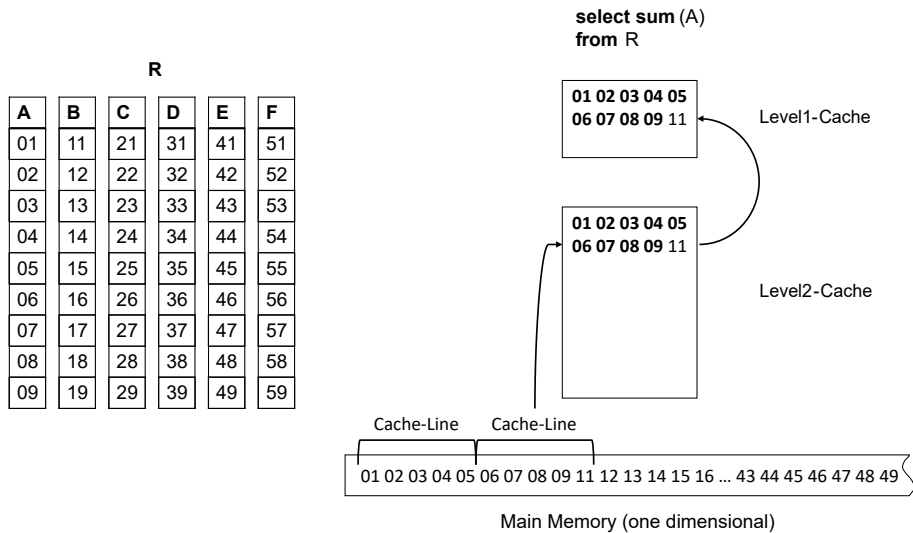 select sum (A)
from R
R
A B C D E F
01 11 21 31 41 51
02 12 22 32 42 52
03 13 23 33 43 53
04 14 24 34 44 54
05 15 25 35 45 55
06 16 26 36 46 56
07 17 27 37 47 57
08 18 28 38 48 58
09 19 29 39 49 59
01 02 03 04 05
06 07 08 09 11
Level1-Cache
01 02 03 04 05
06 07 08 09 11
Level2-Cache
Cache-Line Cache-Line
01 02 03 04 05 06 07 08 09 11 12 13 14 15 16 ... 43 44 45 46 47 48 49
Main Memory (one dimensional)